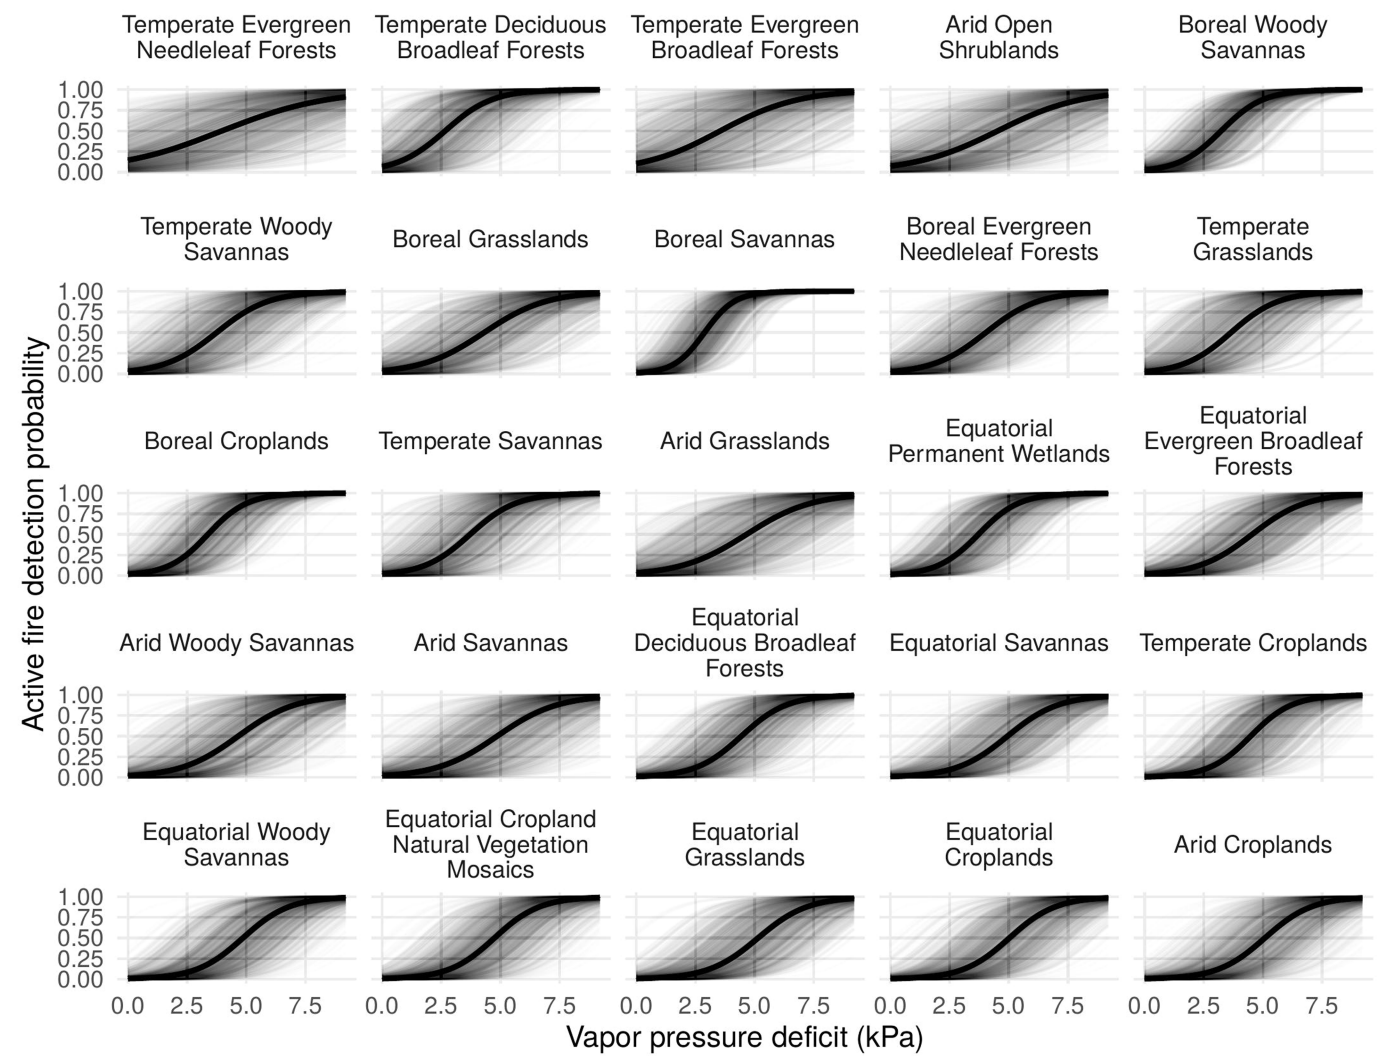 Temperate Evergreen
Needleleaf Forests
Temperate Deciduous
Broadleaf Forests
Temperate Evergreen
Broadleaf Forests
Arid Open
Shrublands
Boreal Woody
Savannas
1.00
0.75
0.50
0.25
0.00
Temperate Woody
Savannas
Boreal Grasslands
Boreal Savannas
Boreal Evergreen
Needleleaf Forests
Temperate
Grasslands
1.00
0.75
0.50
0.25
0.00
Active fire detection probability
Boreal Croplands
Temperate Savannas
Arid Grasslands
Equatorial
Permanent Wetlands
Equatorial
Evergreen Broadleaf
Forests
1.00
0.75
0.50
0.25
0.00
Arid Woody Savannas
Arid Savannas
Equatorial
Deciduous Broadleaf
Forests
Equatorial Savannas
Temperate Croplands
1.00
0.75
0.50
0.25
0.00
Equatorial Woody
Savannas
Equatorial Cropland
Natural Vegetation
Mosaics
Equatorial
Grasslands
Equatorial
Croplands
Arid Croplands
1.00
0.75
0.50
0.25
0.00
0.0 2.5 5.0 7.5 0.0 2.5 5.0 7.5 0.0 2.5 5.0 7.5 0.0 2.5 5.0 7.5 0.0 2.5 5.0 7.5
Vapor pressure deficit (kPa)